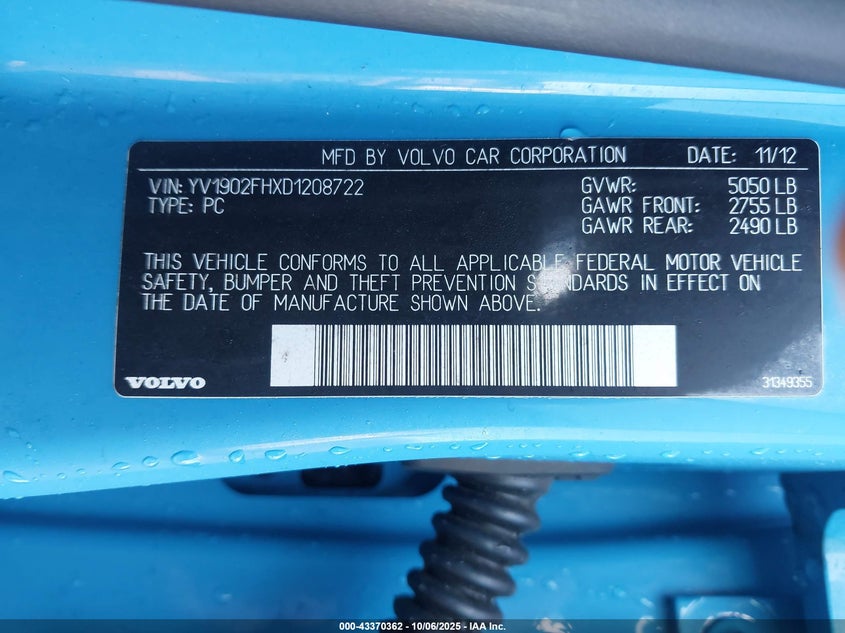 MFD BY VOLVO CAR CORPORATION DATE: 11/12
VIN: YV1902FHXD1208722 GVWR: 5050 LB
TYPE: PC GAWR FRONT: 2755 LB
GAWR REAR: 2490 LB
THIS VEHICLE CONFORMS TO ALL APPLICABLE FEDERAL MOTOR VEHICLE
SAFETY, BUMPER AND THEFT PREVENTION STANDARDS IN EFFECT ON
THE DATE OF MANUFACTURE SHOWN ABOVE.
VOLVO 31349355
000-43370362 - 10/06/2025 - IAA Inc.